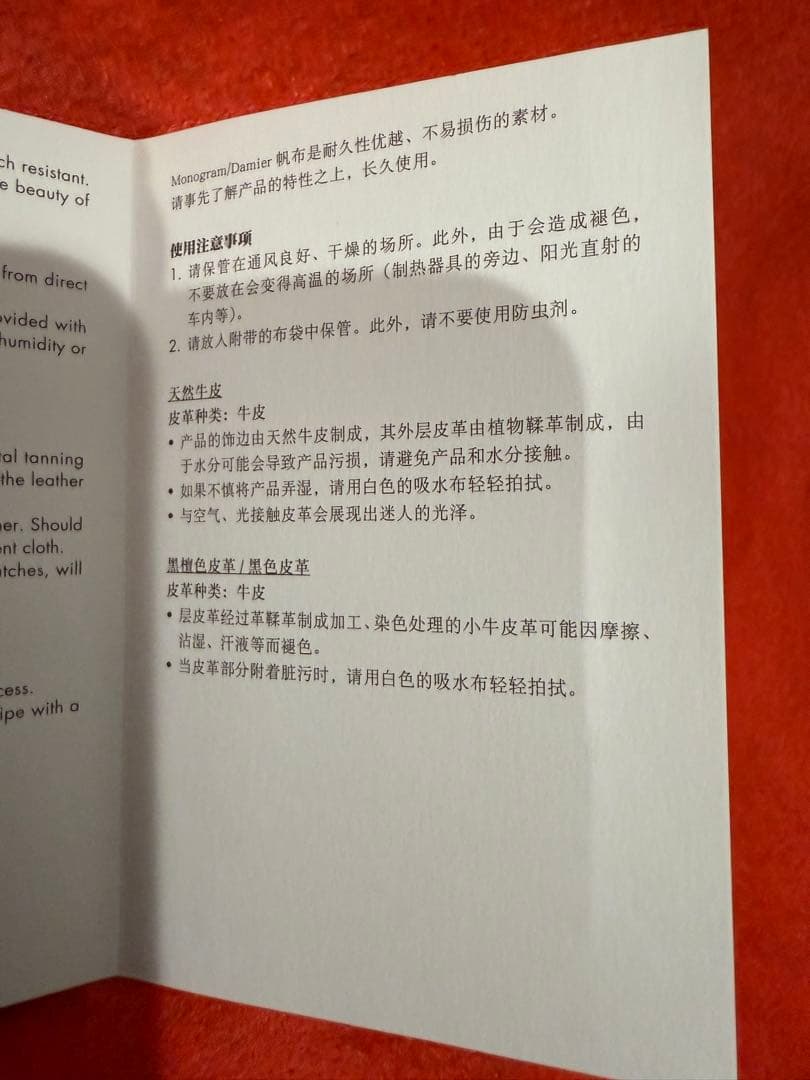 ch resistant.
e beauty of
from direct
ovided with
humidity or
tal tanning
the leather
er. Should
nt cloth.
tches, will
cess.
ipe with a
Monogram/Damier 帆布是耐久性优越、不易损伤的素材。
请事先了解产品的特性之上，长久使用。
使用注意事项
1. 请保管在通风良好、干燥的场所。此外，由于会造成褪色，
不要放在会变得高温的场所（制热器具的旁边、阳光直射的
车内等）。
2. 请放入附带的布袋中保管。此外，请不要使用防虫剂。
天然牛皮
皮革种类：牛皮
• 产品的饰边由天然牛皮制成，其外层皮革由植物鞣革制成，由
于水分可能会导致产品污损，请避免产品和水分接触。
• 如果不慎将产品弄湿，请用白色的吸水布轻轻拍拭。
• 与空气、光接触皮革会展现出迷人的光泽。
黑檀色皮革 / 黑色皮革
皮革种类：牛皮
• 层皮革经过革鞣革制成加工、染色处理的小牛皮革可能因摩擦、
沾湿、汗液等而褪色。
• 当皮革部分附着脏污时，请用白色的吸水布轻轻拍拭。